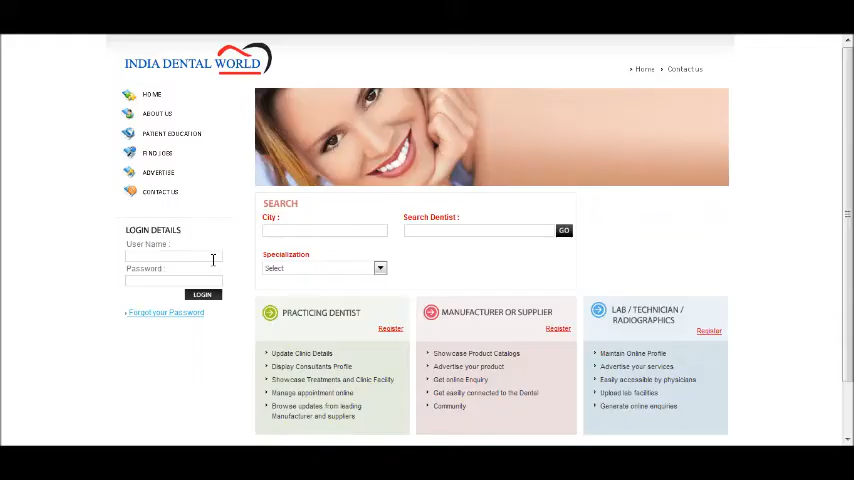 INDIA DENTAL WORLD
Home
Contact us
HOME
ABOUT US
PATIENT EDUCATION
FIND JOBS
ADVERTISE
CONTACT US
LOGIN DETAILS
User Name :
Password :
LOGIN
Forgot your Password
SEARCH
City :
Search Dentist :
GO
Specialization
Select
PRACTICING DENTIST
Register
Update Clinic Details
Display Consultants Profile
Showcase Treatments and Clinic Facility
Manage appointment online
Browse updates from leading
Manufacturer and suppliers
MANUFACTURER OR SUPPLIER
Register
Showcase Product Catalogs
Advertise your product
Get online Enquiry
Get easily connected to the Dental
Community
LAB / TECHNICIAN /
RADIOGRAPHICS
Register
Maintain Online Profile
Advertise your services
Easily accessible by physicians
Upload lab facilities
Generate online enquiries